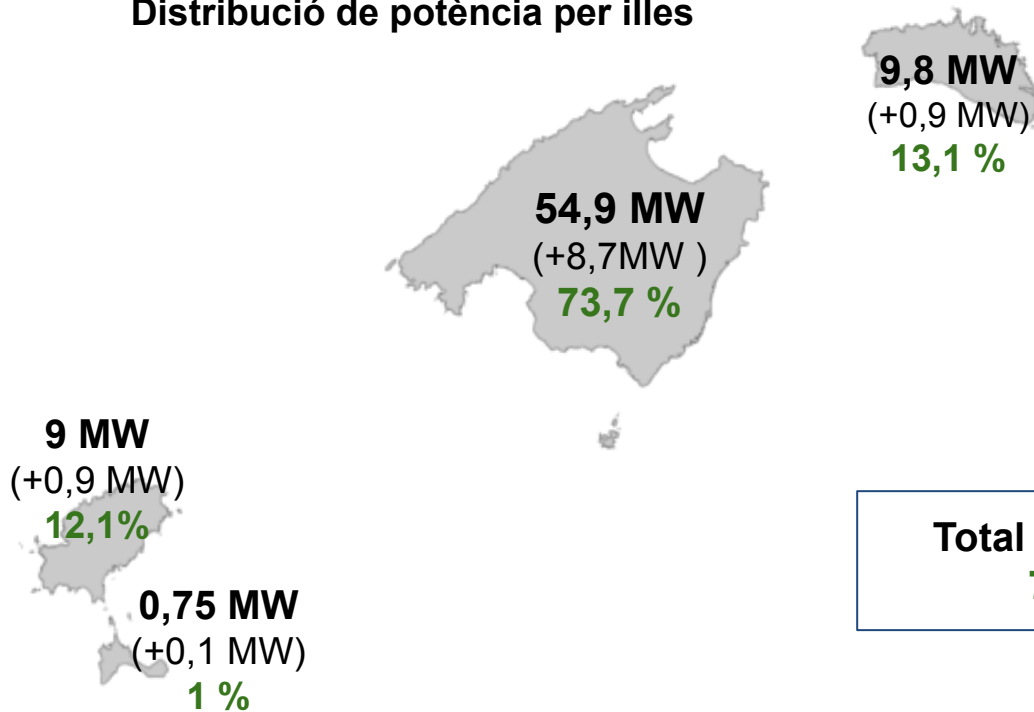 Distribució de potència per illes
9,8 MW
(+0,9 MW)
13,1 %
54,9 MW
(+8,7MW )
73,7 %
9 MW
(+0,9 MW)
12,1%
0,75 MW
(+0,1 MW)
1 %
Total